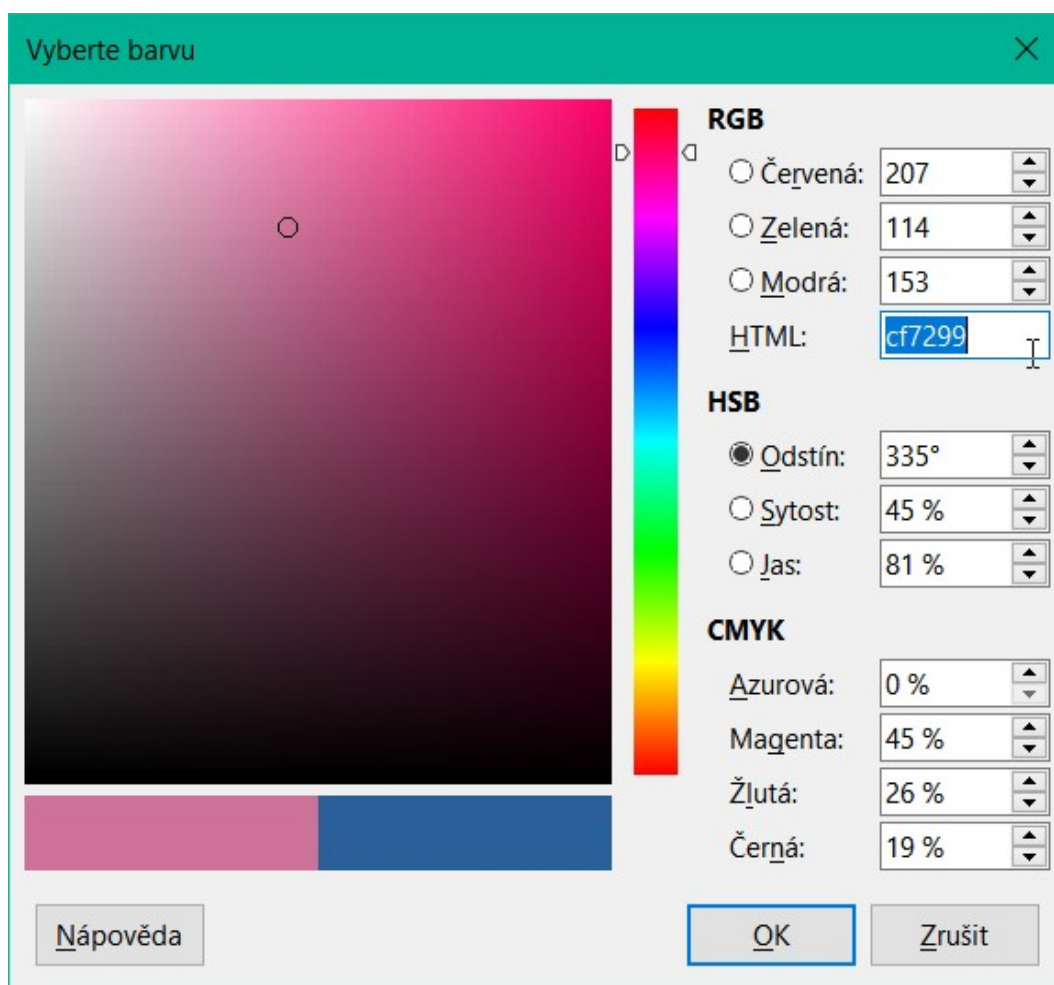 Vyberte barvu
RGB
Červená: 207
Zelená: 114
Modrá: 153
HTML: cf7299
HSB
Odstín: 335°
Sytost: 45 %
Jas: 81 %
CMYK
Azurová: 0 %
Magenta: 45 %
Žlutá: 26 %
Černá: 19 %
Nápověda OK Zrušit